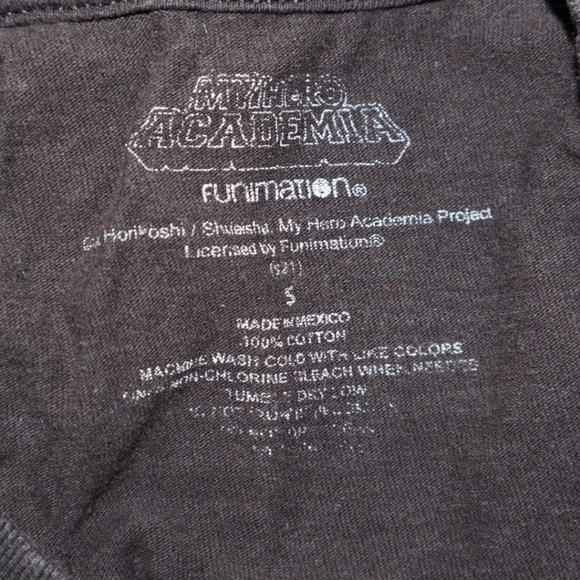 MY HERO
ACADEMIA
FUNIMATION®
Horikoshi / Shueisha, My Hero Academia Project
Licensed by Funimation®
(s21)
S
MADE IN MEXICO
100% COTTON
MACHINE WASH COLD WITH LIKE COLORS
ONLY NON-CHLORINE BLEACH WHEN NEEDED
TUMBLE DRY LOW